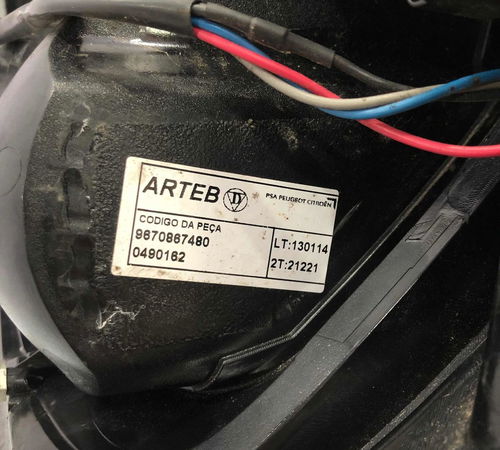 ARTEB PSA PEUGEOT CITROËN
CODIGO DA PEÇA
9670867480
0490162
LT:130114
2T:21221